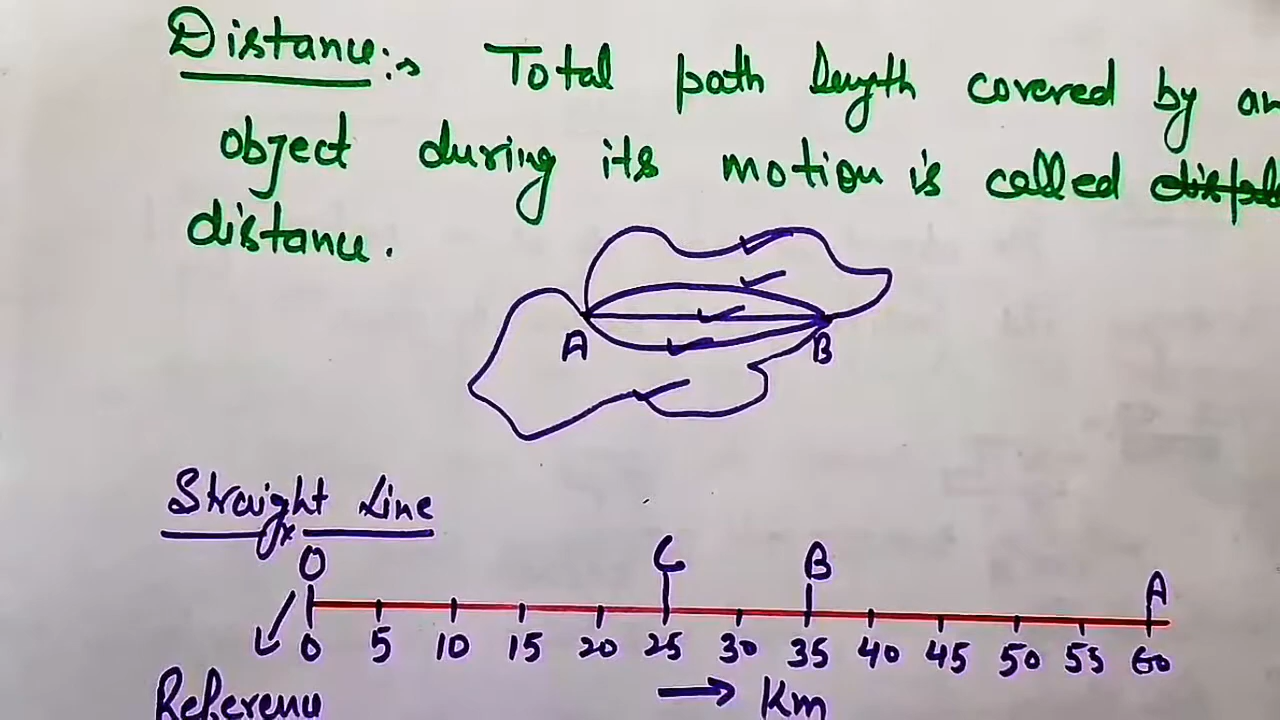 Distance:→ Total path length covered by an
object during its motion is called
distance.
A B
Straight Line
O C B A
0 5 10 15 20 25 30 35 40 45 50 55 60
→ Km
Reference